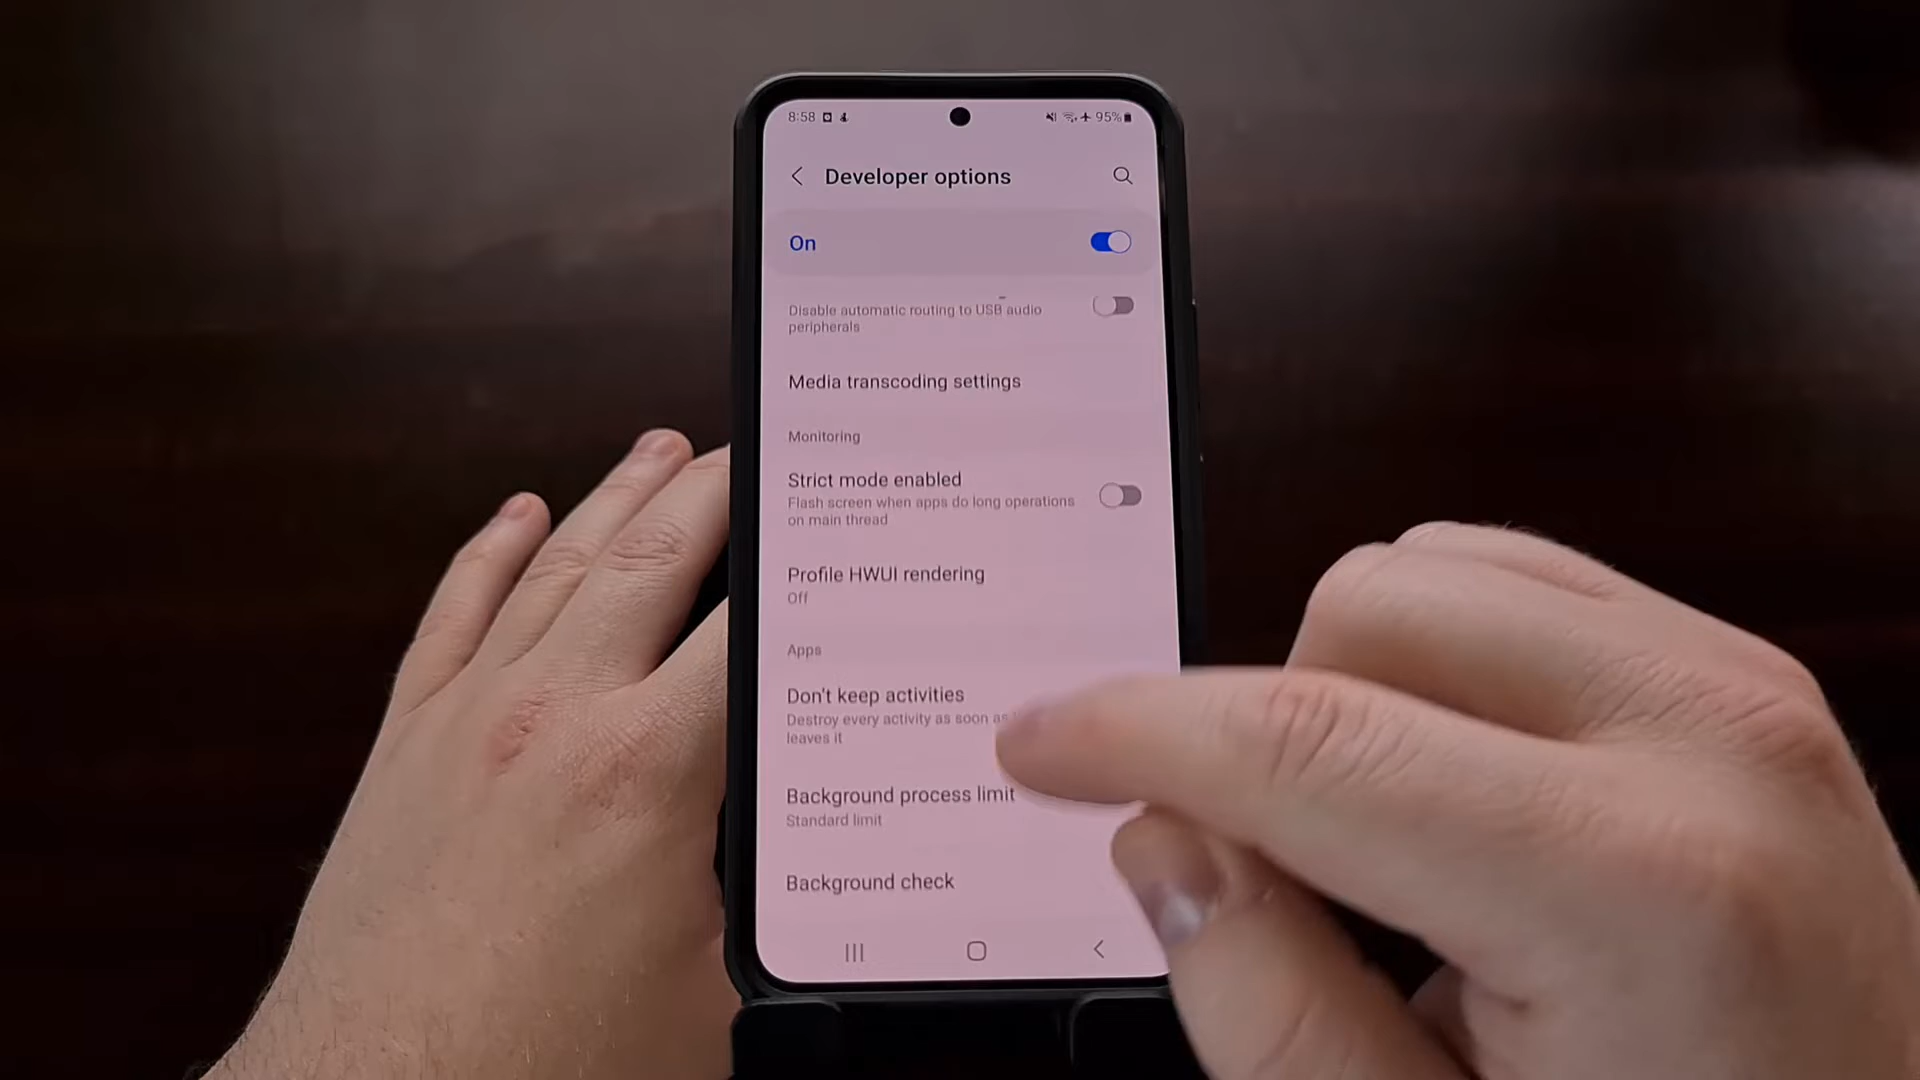 8:58 95%
Developer options
On
Disable automatic routing to USB audio
peripherals
Media transcoding settings
Monitoring
Strict mode enabled
Flash screen when apps do long operations
on main thread
Profile HWUI rendering
Off
Apps
Don't keep activities
Destroy every activity as soon as
leaves it
Background process limit
Standard limit
Background check